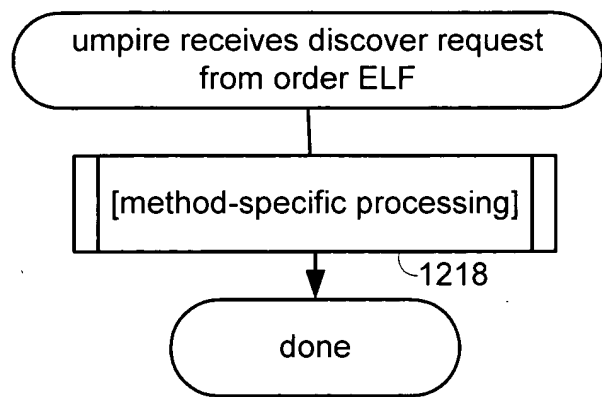 umpire receives discover request
from order ELF
[method-specific processing]
1218
done